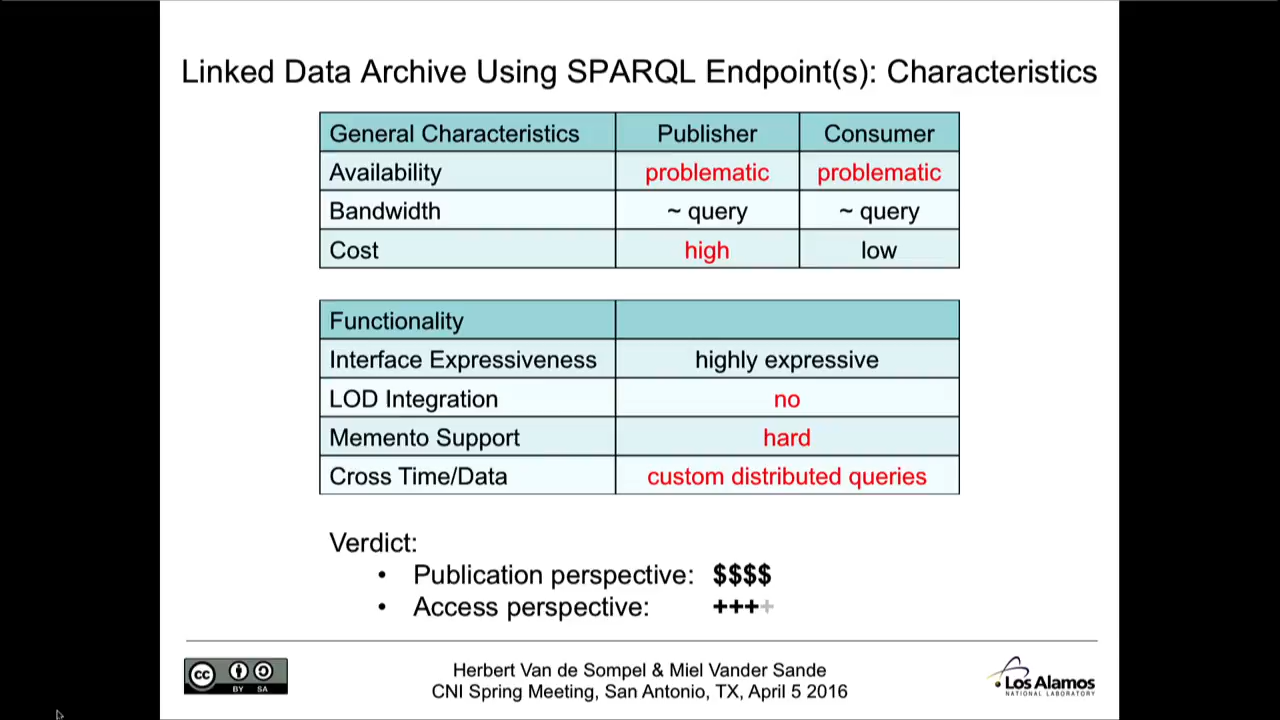 Linked Data Archive Using SPARQL Endpoint(s): Characteristics
General Characteristics Publisher Consumer
Availability problematic problematic
Bandwidth ~ query ~ query
Cost high low
Functionality
Interface Expressiveness highly expressive
LOD Integration no
Memento Support hard
Cross Time/Data custom distributed queries
Verdict:
• Publication perspective: $$$$
• Access perspective: ++++
Herbert Van de Sompel & Miel Vander Sande
CNI Spring Meeting, San Antonio, TX, April 5 2016
cc BY SA
Los Alamos
NATIONAL LABORATORY